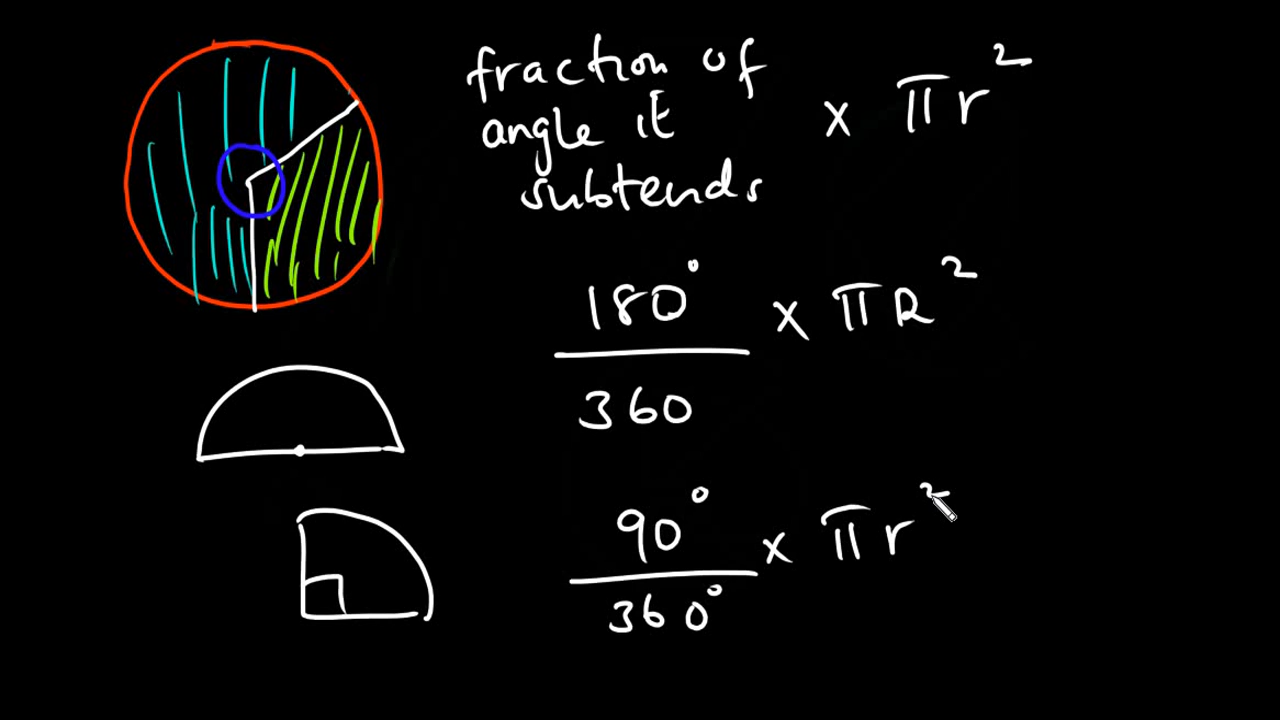 fraction of
angle it × πr²
subtends
180°
/360 × πR²
90°
/360° × πr²